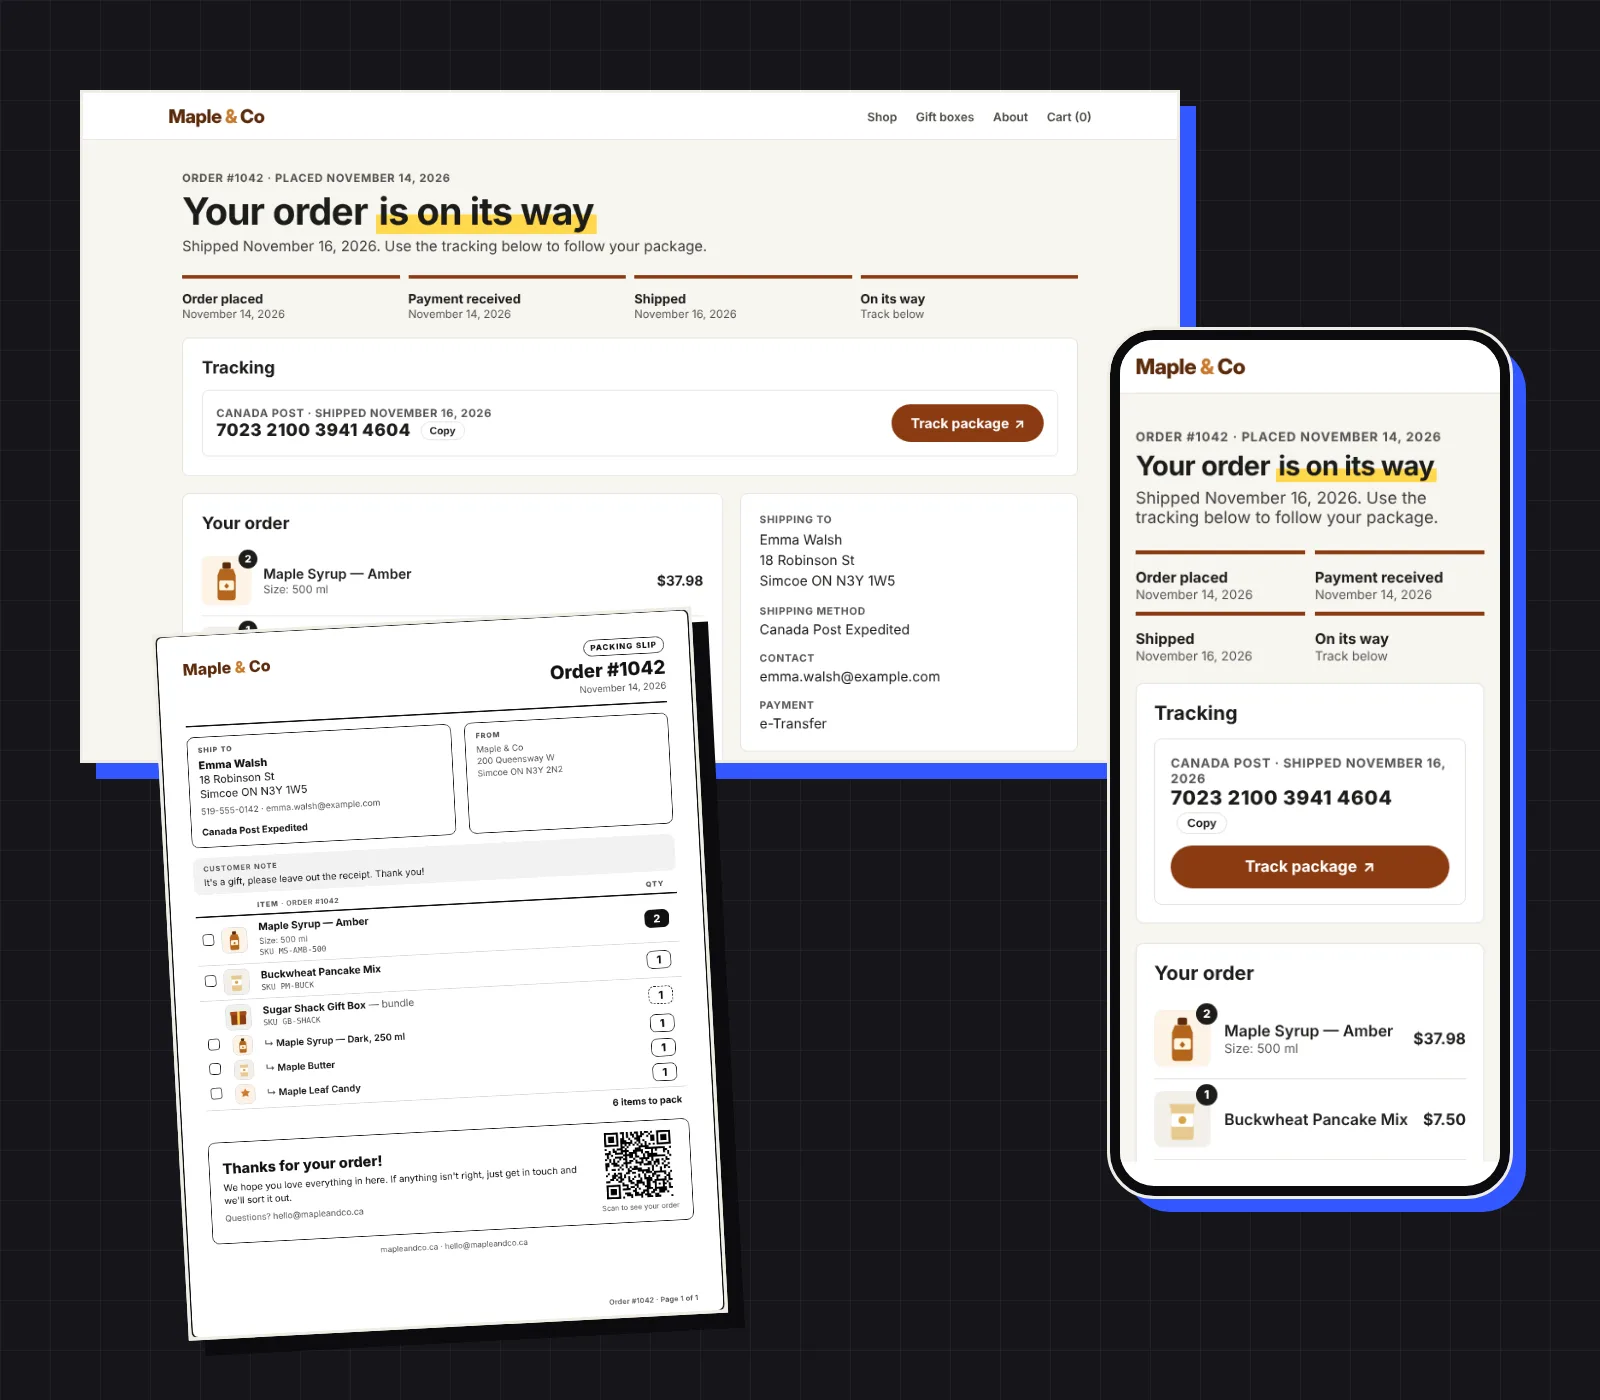 Maple & Co
Shop Gift boxes About Cart (0)
ORDER #1042 · PLACED NOVEMBER 14, 2026
Your order is on its way
Shipped November 16, 2026. Use the tracking below to follow your package.
Order placed
November 14, 2026
Payment received
November 14, 2026
Shipped
November 16, 2026
On its way
Track below
Tracking
CANADA POST · SHIPPED NOVEMBER 16, 2026
7023 2100 3941 4604 Copy
Track package ↗
Your order
2
Maple Syrup — Amber
Size: 500 ml
$37.98
1
SHIPPING TO
Emma Walsh
18 Robinson St
Simcoe ON N3Y 1W5
SHIPPING METHOD
Canada Post Expedited
CONTACT
emma.walsh@example.com
PAYMENT
e-Transfer
Maple & Co
PACKING SLIP
Order #1042
November 14, 2026
SHIP TO
Emma Walsh
18 Robinson St
Simcoe ON N3Y 1W5
519-555-0142 · emma.walsh@example.com
Canada Post Expedited
FROM
Maple & Co
200 Queensway W
Simcoe ON N3Y 2N2
CUSTOMER NOTE
It's a gift, please leave out the receipt. Thank you!
ITEM · ORDER #1042 QTY
Maple Syrup — Amber 2
Size: 500 ml
SKU MS-AMB-500
Buckwheat Pancake Mix 1
SKU PM-BUCK
Sugar Shack Gift Box — bundle 1
SKU GB-SHACK
↳ Maple Syrup — Dark, 250 ml 1
↳ Maple Butter 1
↳ Maple Leaf Candy 1
6 items to pack
Thanks for your order!
We hope you love everything in here. If anything isn't right, just get in touch and
we'll sort it out.
Questions? hello@mapleandco.ca
Scan to see your order
mapleandco.ca · hello@mapleandco.ca
Order #1042 · Page 1 of 1
Maple & Co
ORDER #1042 · PLACED NOVEMBER 14, 2026
Your order is on its way
Shipped November 16, 2026. Use the
tracking below to follow your package.
Order placed
November 14, 2026
Payment received
November 14, 2026
Shipped
November 16, 2026
On its way
Track below
Tracking
CANADA POST · SHIPPED NOVEMBER 16,
2026
7023 2100 3941 4604
Copy
Track package ↗
Your order
2
Maple Syrup — Amber
Size: 500 ml
$37.98
1
Buckwheat Pancake Mix
$7.50